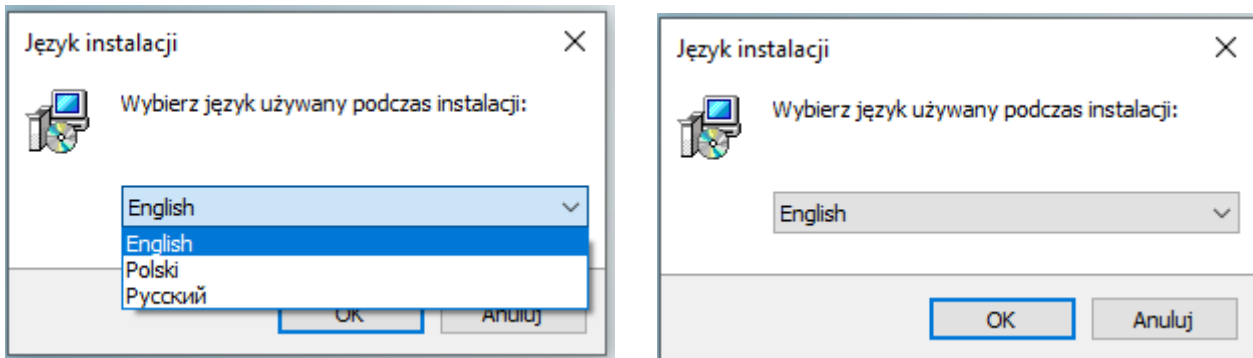 Język instalacji
Wybierz język używany podczas instalacji:
English
English
Polski
Русский
OK
Anuluj
Język instalacji
Wybierz język używany podczas instalacji:
English
OK
Anuluj